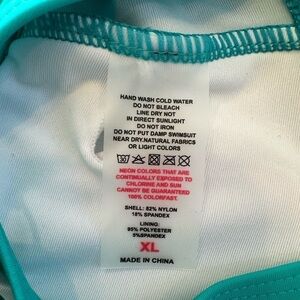 HAND WASH COLD WATER
DO NOT BLEACH
LINE DRY NOT
IN DIRECT SUNLIGHT
DO NOT IRON
DO NOT PUT DAMP SWIMSUIT
NEAR DRY.NATURAL FABRICS
OR LIGHT COLORS
NEON COLORS THAT ARE
CONTINUALLY EXPOSED TO
CHLORINE AND SUN
CANNOT BE GUARANTEED
100% COLORFAST.
SHELL: 82% NYLON
18% SPANDEX
LINING:
95% POLYESTER
5%SPANDEX
XL
MADE IN CHINA